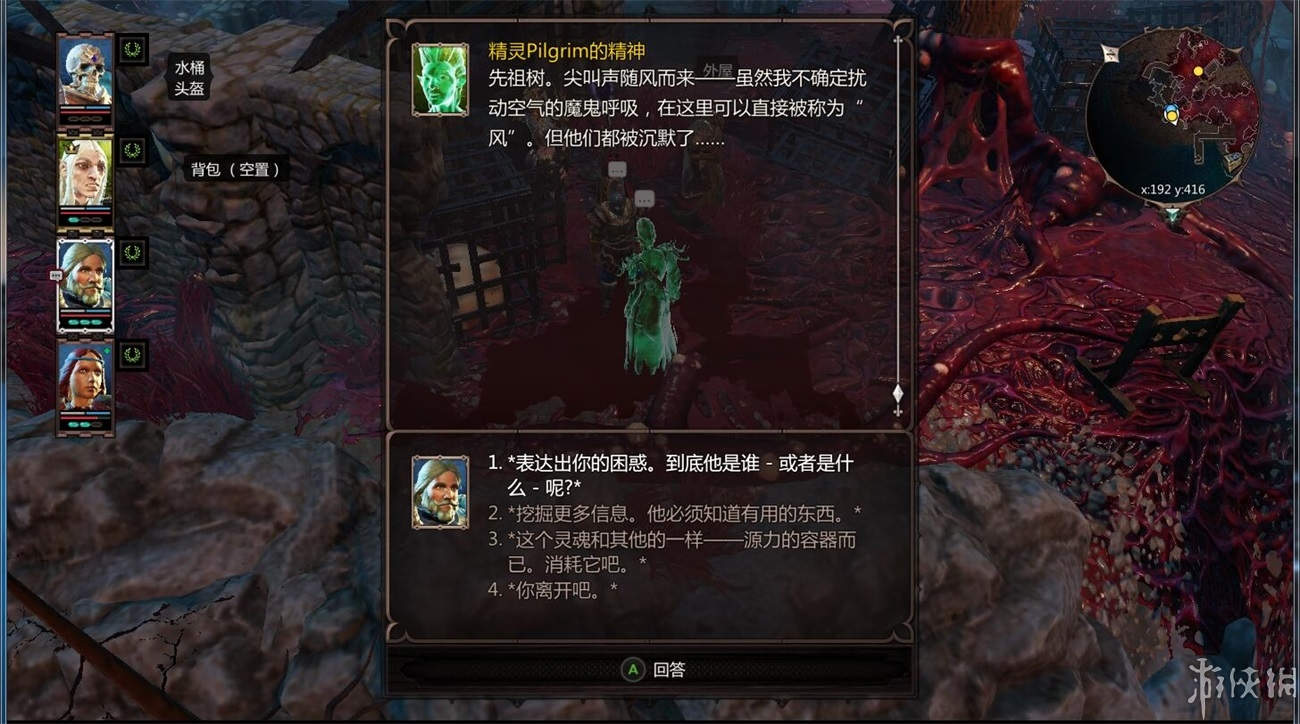 水桶
头盔
背包（空置）
外屋
精灵Pilgrim的精神
先祖树。尖叫声随风而来——虽然我不确定扰
动空气的魔鬼呼吸，在这里可以直接被称为“
风”。但他们都被沉默了......
x:192 y:416
1. *表达出你的困惑。到底他是谁 - 或者是什
么 - 呢?*
2. *挖掘更多信息。他必须知道有用的东西。*
3. *这个灵魂和其他的一样——源力的容器而
已。消耗它吧。*
4. *你离开吧。*
A 回答
游侠网